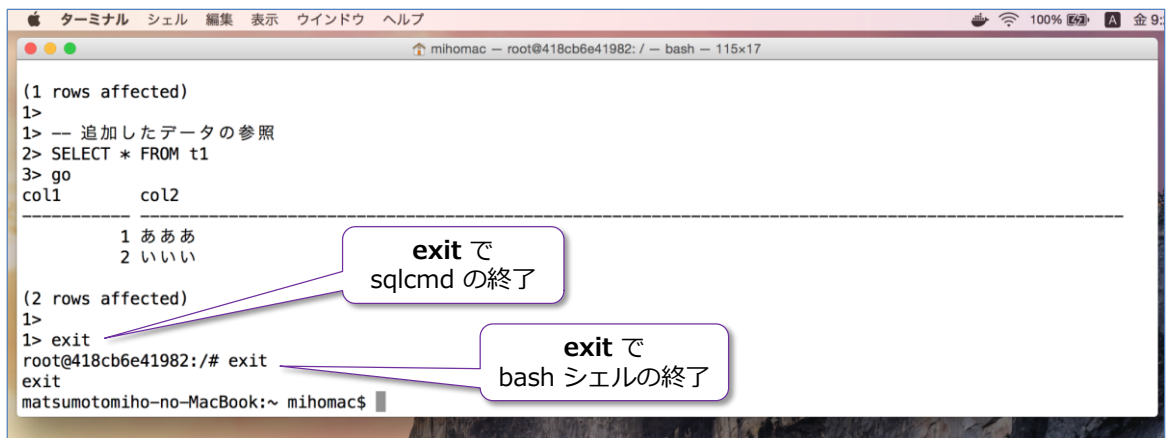 ターミナル シェル 編集 表示 ウインドウ ヘルプ 100% A 金 9:
mihomac — root@418cb6e41982: / — bash — 115×17
(1 rows affected)
1>
1> -- 追加したデータの参照
2> SELECT * FROM t1
3> go
col1 col2
----------- ----------------------------------------------------------------------------------------------------
1 あああ
2 いいい
(2 rows affected)
1>
1> exit
root@418cb6e41982:/# exit
exit
matsumotomiho-no-MacBook:~ mihomac$
exit で
sqlcmd の終了
exit で
bash シェルの終了